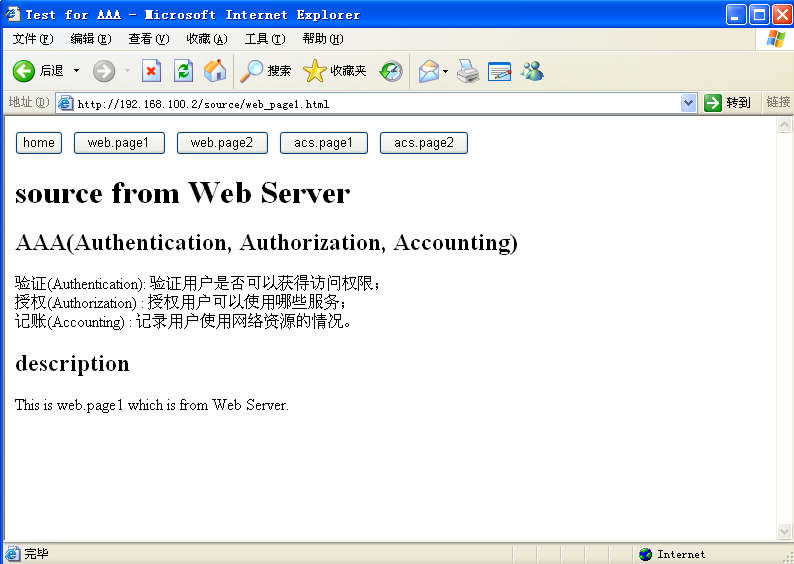 Test for AAA - Microsoft Internet Explorer
文件(F) 编辑(E) 查看(V) 收藏(A) 工具(T) 帮助(H)
后退 搜索 收藏夹
地址(D) http://192.168.100.2/source/web_page1.html 转到 链接
home web.page1 web.page2 acs.page1 acs.page2
source from Web Server
AAA(Authentication, Authorization, Accounting)
验证(Authentication): 验证用户是否可以获得访问权限；
授权(Authorization) : 授权用户可以使用哪些服务；
记账(Accounting) : 记录用户使用网络资源的情况。
description
This is web.page1 which is from Web Server.
完毕 Internet